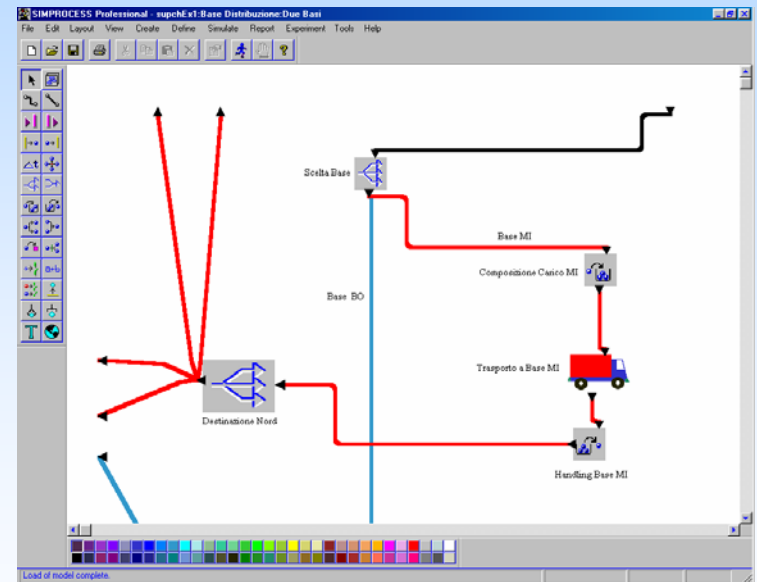 SIMPROCESS Professional - supchEx1:Base Distribuzione:Due Basi
File Edit Layout View Create Define Simulate Report Experiment Tools Help
Scelta Base
Base MI
Composizione Carico MI
Base BO
Trasporto a Base MI
Destinazione Nord
Handling Base MI
Load of model complete.